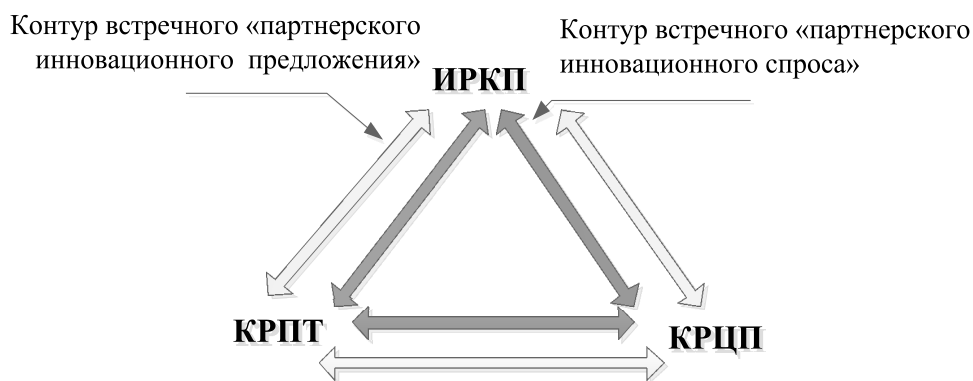 Контур встречного «партнерского
инновационного предложения»
Контур встречного «партнерского
инновационного спроса»
ИРКП
КРПТ
КРЦП